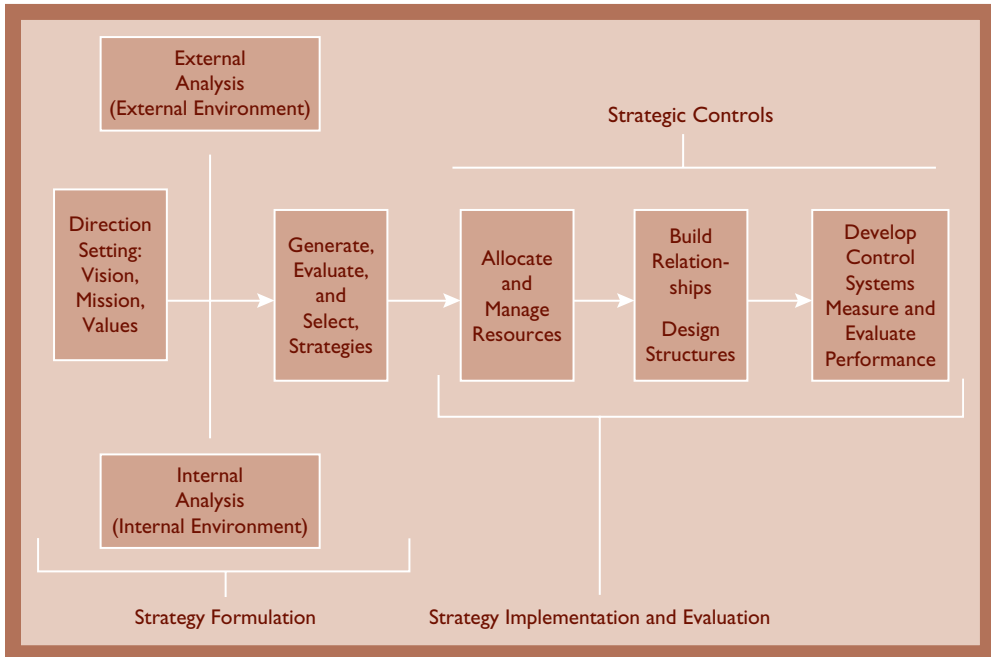 External
Analysis
(External Environment)
Strategic Controls
Direction
Setting:
Vision,
Mission,
Values
Generate,
Evaluate,
and
Select,
Strategies
Allocate
and
Manage
Resources
Build
Relation-
ships
Design
Structures
Develop
Control
Systems
Measure and
Evaluate
Performance
Internal
Analysis
(Internal Environment)
Strategy Formulation
Strategy Implementation and Evaluation